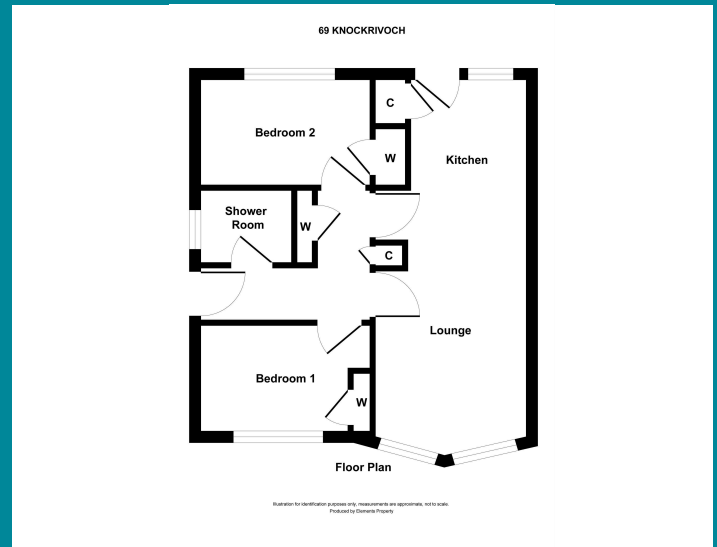 69 KNOCKRIVOCH
C
Bedroom 2
W
Kitchen
Shower
Room
W
C
Lounge
Bedroom 1
W
Floor Plan
Illustration for identification purposes only, measurements are approximate, not to scale.
Produced by Elements Property